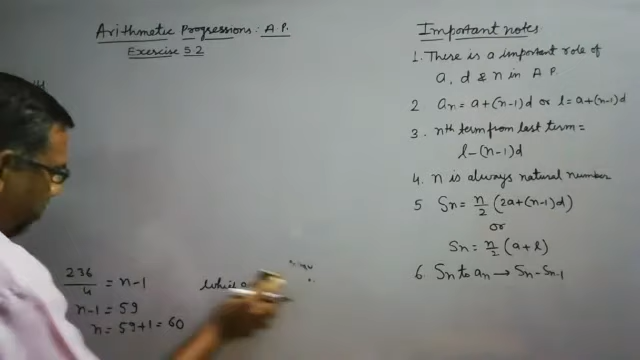 Arithmetic Progressions: A.P.
Exercise 5.2
236/4 = n-1
n-1 = 59
n = 59+1 = 60
Important notes
1. There is a important role of
a, d & n in A P.
2 an = a+(n-1)d or l = a+(n-1)d
3. nth term from last term =
l-(n-1)d
4. n is always natural number
5 Sn = n/2 (2a+(n-1)d)
or
Sn = n/2 (a+l)
6. Sn to an → Sn-Sn-1